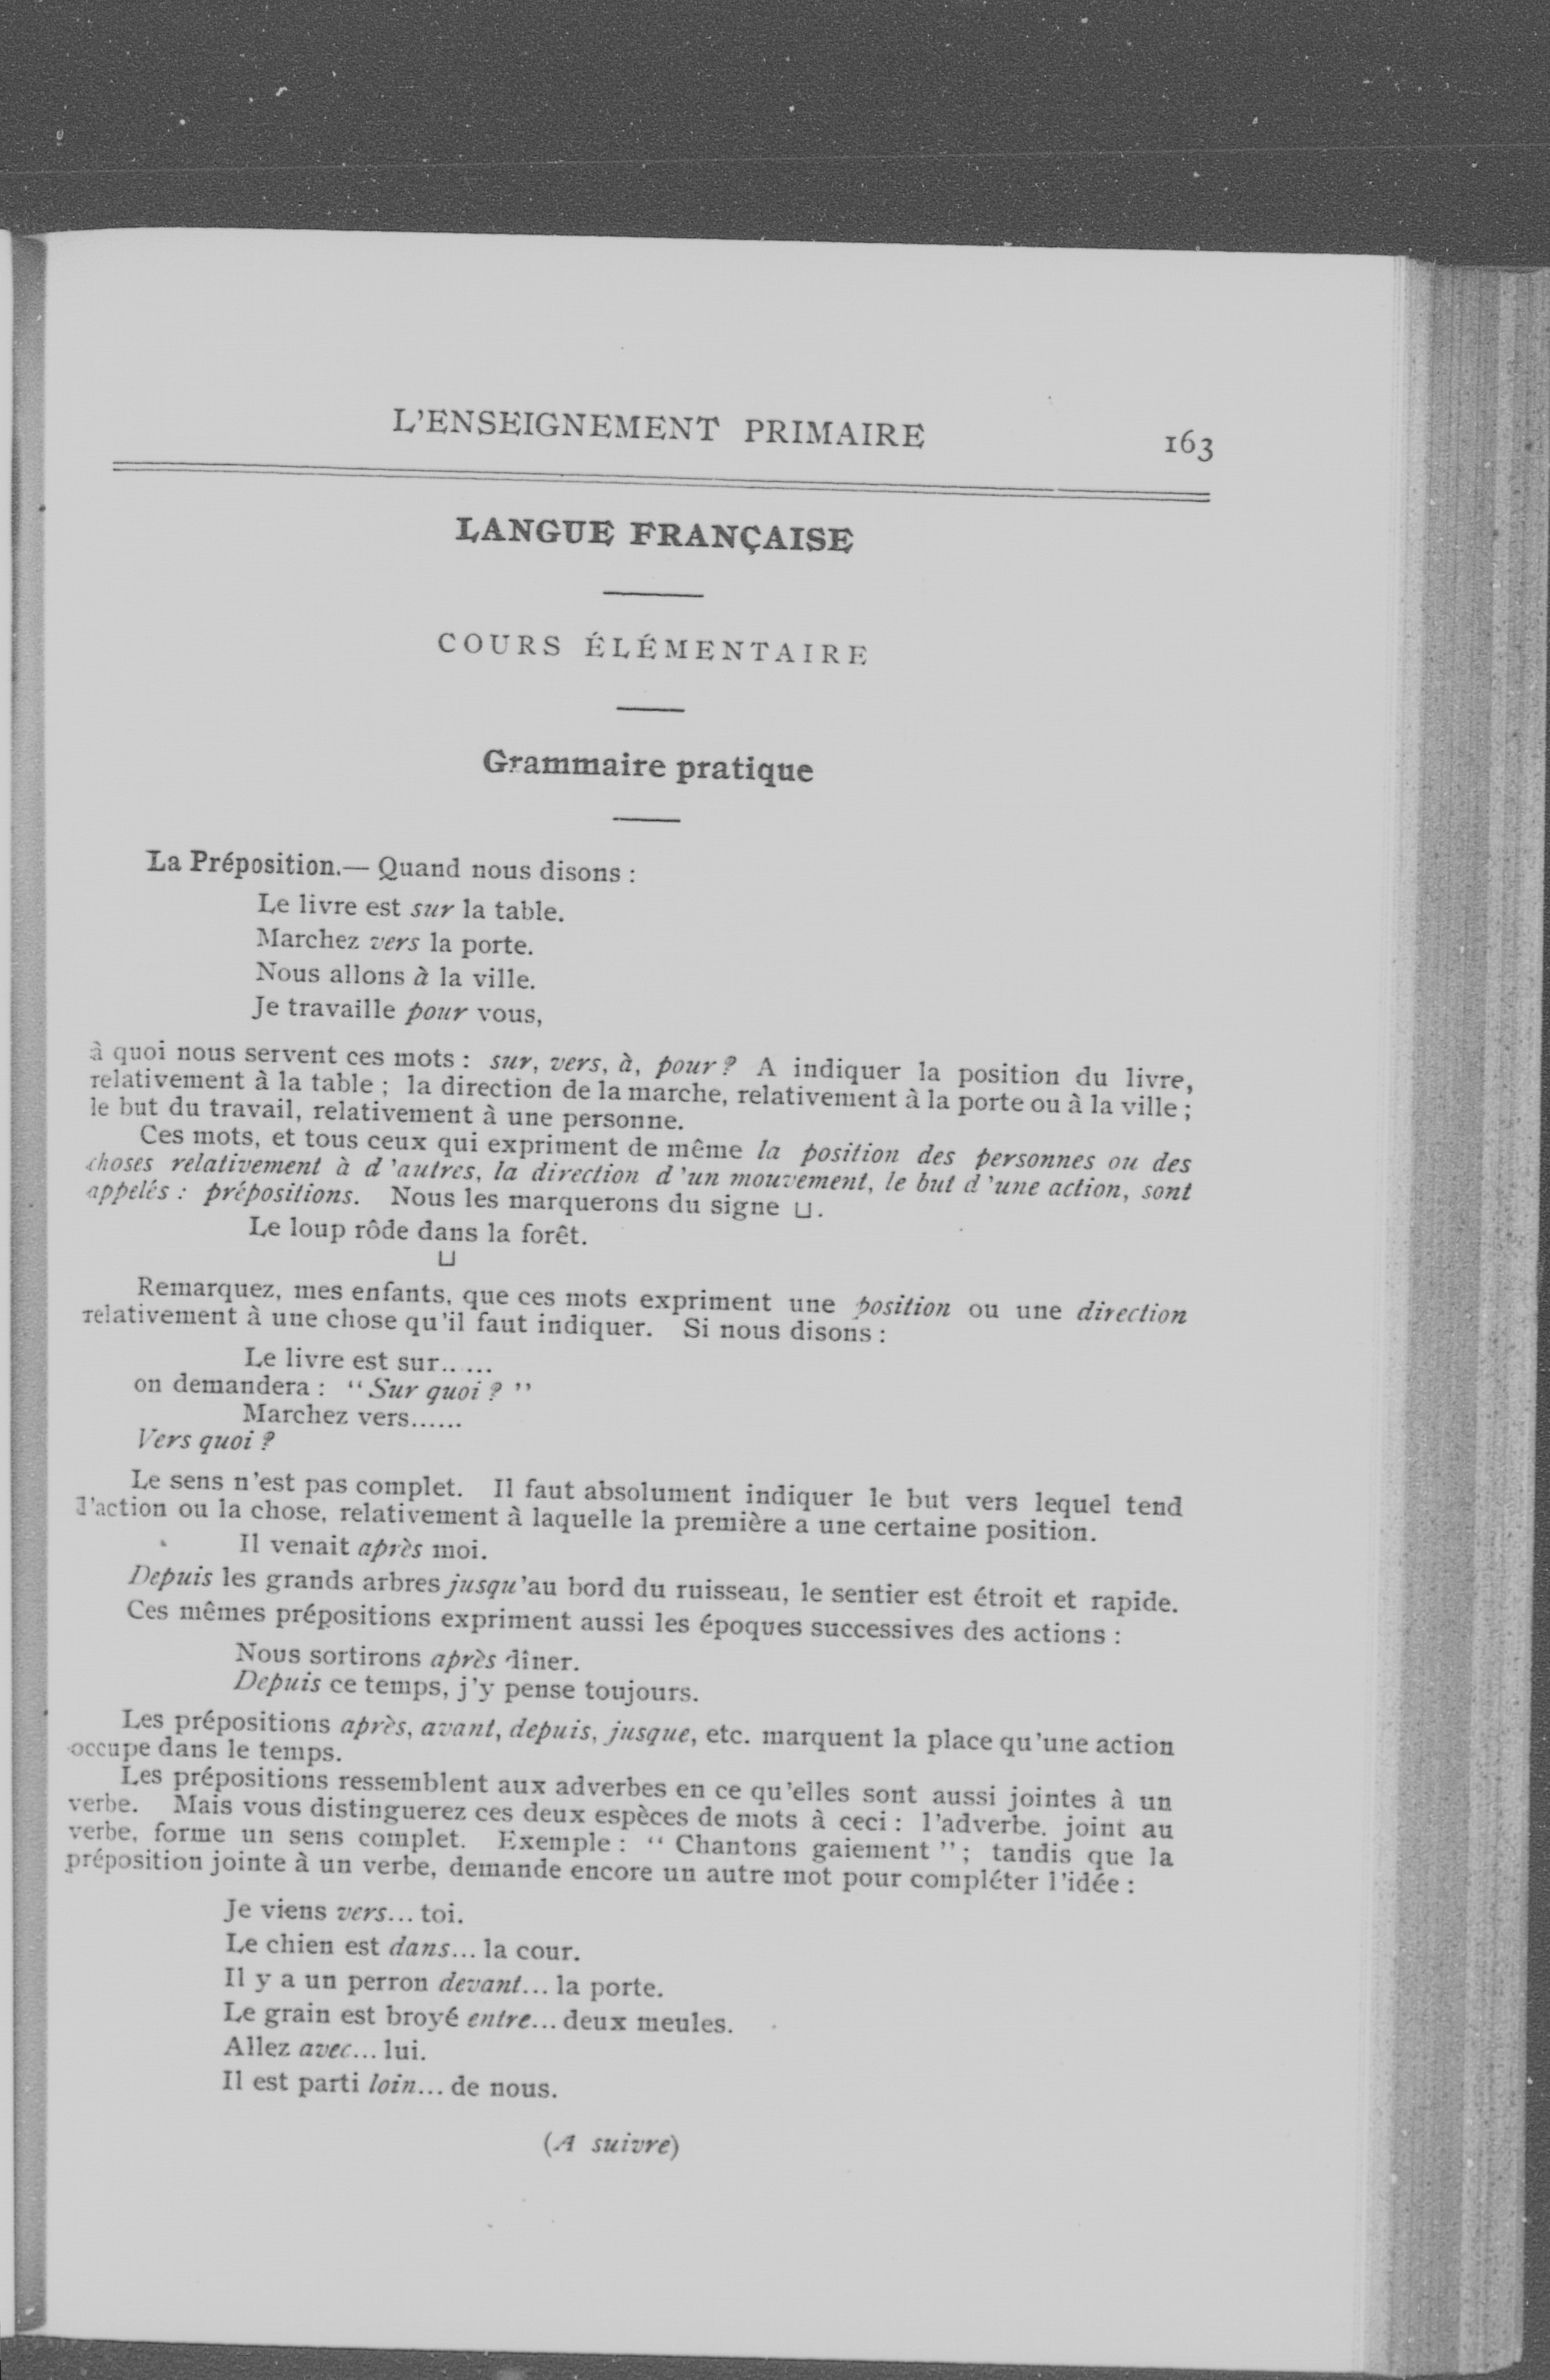 L'ENSEIGNEMENT PRIMAIRE 163
LANGUE FRANÇAISE
COURS ÉLÉMENTAIRE
Grammaire pratique
La Préposition.— Quand nous disons :
Le livre est sur la table.
Marchez vers la porte.
Nous allons à la ville.
Je travaille pour vous,
à quoi nous servent ces mots : sur, vers, à, pour ? A indiquer la position du livre,
relativement à la table ; la direction de la marche, relativement à la porte ou à la ville ;
le but du travail, relativement à une personne.
Ces mots, et tous ceux qui expriment de même la position des personnes ou des
choses relativement à d'autres, la direction d'un mouvement, le but d'une action, sont
appelés : prépositions. Nous les marquerons du signe ⊔.
Le loup rôde dans la forêt.
⊔
Remarquez, mes enfants, que ces mots expriment une position ou une direction
relativement à une chose qu'il faut indiquer. Si nous disons :
Le livre est sur......
on demandera : “ Sur quoi ? ”
Marchez vers......
Vers quoi ?
Le sens n'est pas complet. Il faut absolument indiquer le but vers lequel tend
l'action ou la chose, relativement à laquelle la première a une certaine position.
Il venait après moi.
Depuis les grands arbres jusqu'au bord du ruisseau, le sentier est étroit et rapide.
Ces mêmes prépositions expriment aussi les époques successives des actions :
Nous sortirons après dîner.
Depuis ce temps, j'y pense toujours.
Les prépositions après, avant, depuis, jusque, etc. marquent la place qu'une action
occupe dans le temps.
Les prépositions ressemblent aux adverbes en ce qu'elles sont aussi jointes à un
verbe. Mais vous distinguerez ces deux espèces de mots à ceci : l'adverbe. joint au
verbe, forme un sens complet. Exemple : “ Chantons gaiement ” ; tandis que la
préposition jointe à un verbe, demande encore un autre mot pour compléter l'idée :
Je viens vers... toi.
Le chien est dans... la cour.
Il y a un perron devant... la porte.
Le grain est broyé entre... deux meules.
Allez avec... lui.
Il est parti loin... de nous.
(A suivre)